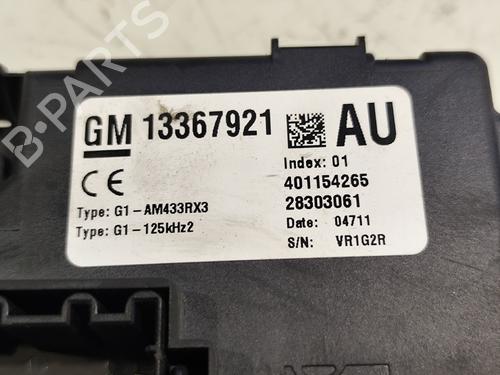 GM 13367921 AU
Index: 01
401154265
28303061
Type: G1-AM433RX3
Type: G1-125kHz2
Date: 04711
S/N: VR1G2R
CE
B-PARTS